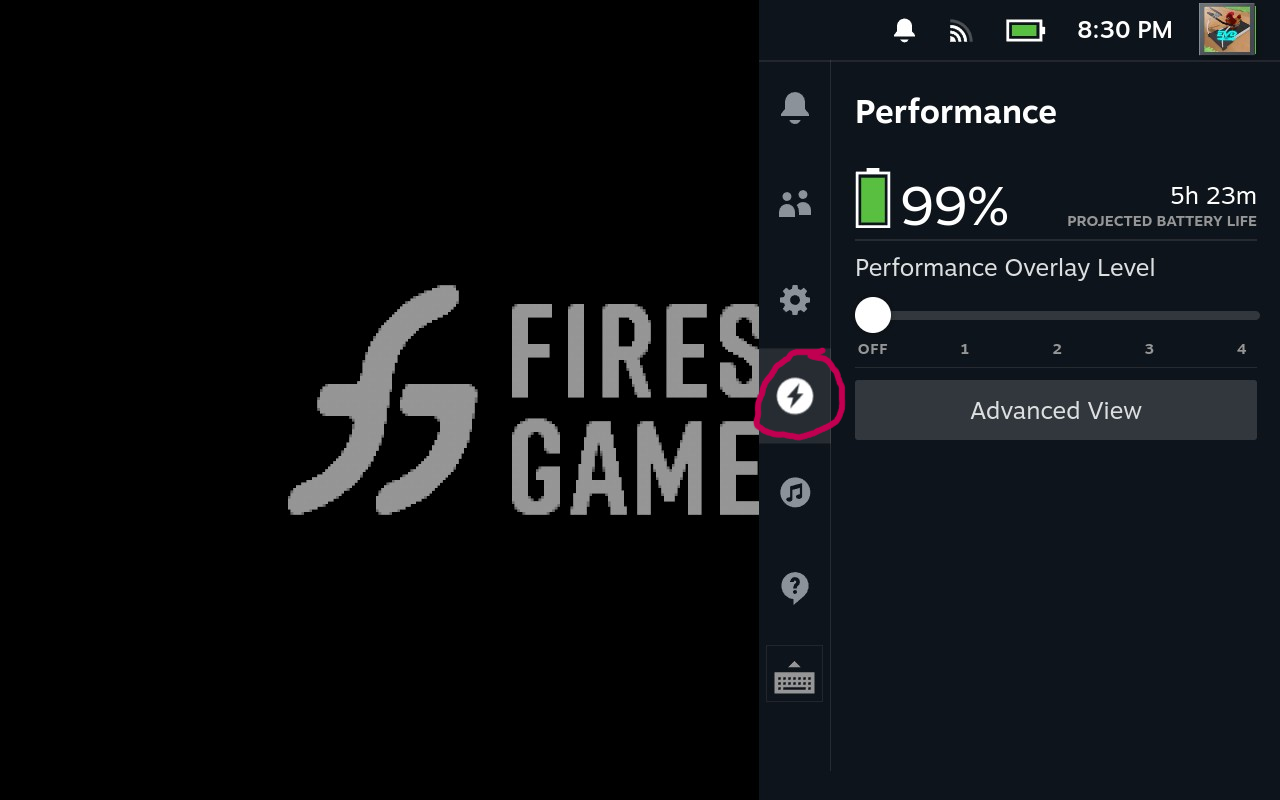 8:30 PM
Performance
99%
5h 23m
PROJECTED BATTERY LIFE
Performance Overlay Level
OFF 1 2 3 4
Advanced View
FIRES
GAME